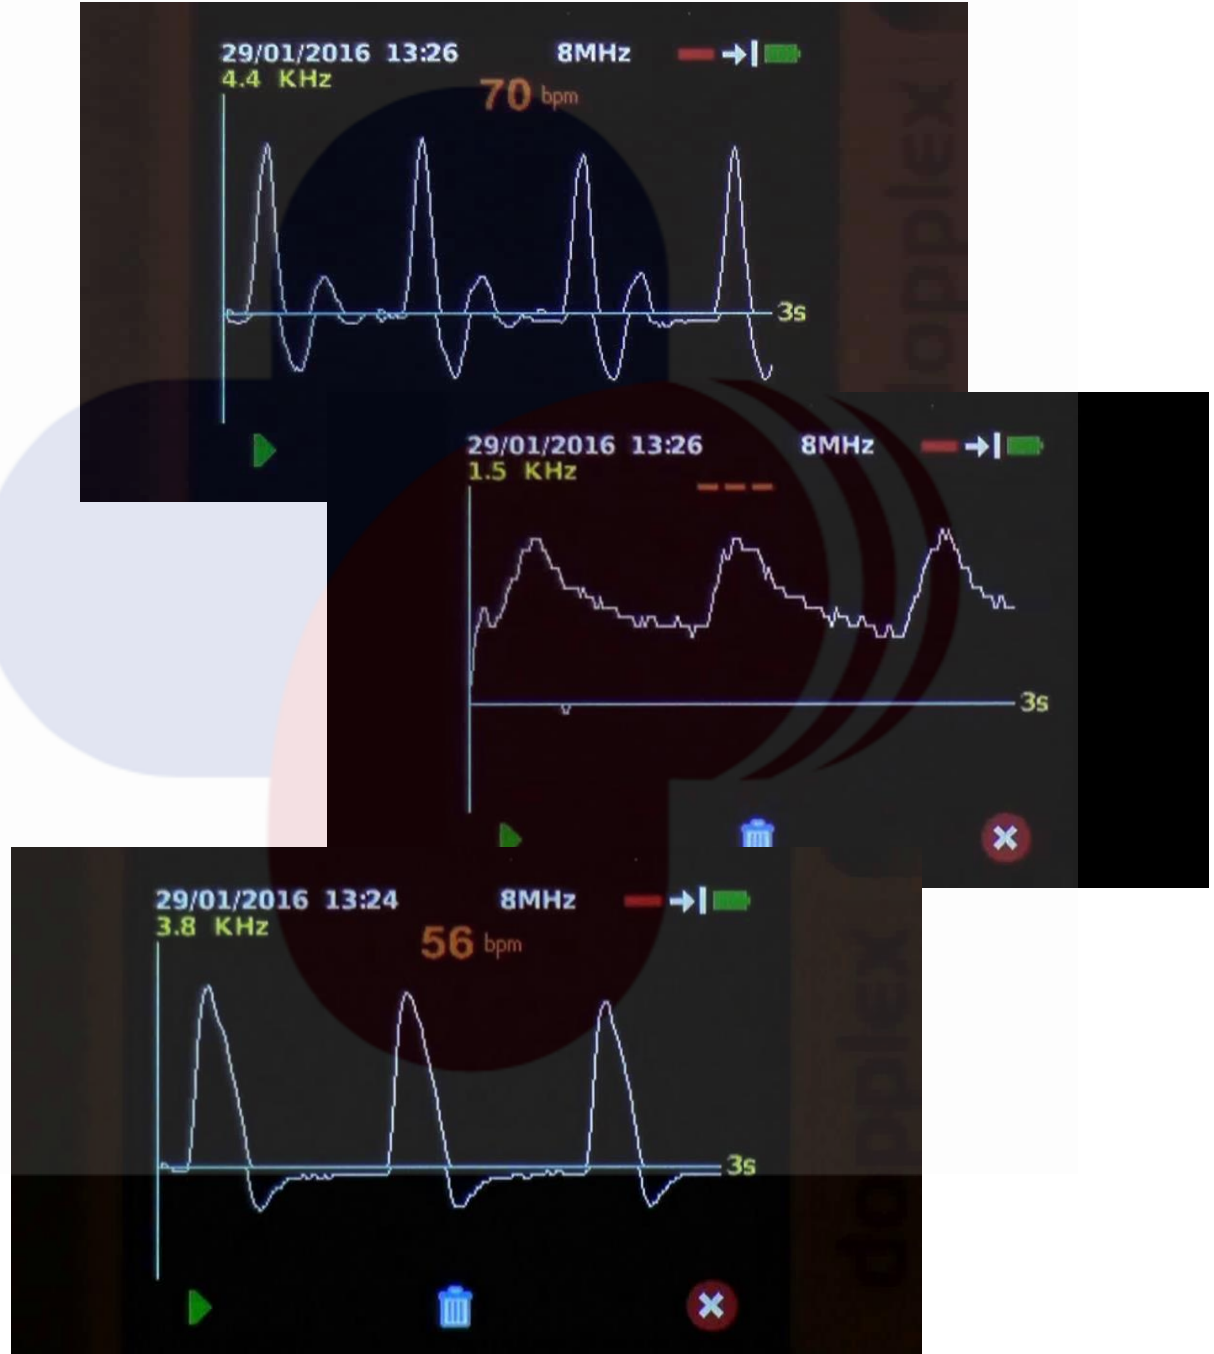 29/01/2016 13:26 8MHz
4.4 KHz
70 bpm
3s
dopplex
29/01/2016 13:26 8MHz
1.5 KHz
---
3s
29/01/2016 13:24 8MHz
3.8 KHz
56 bpm
3s
dopplex